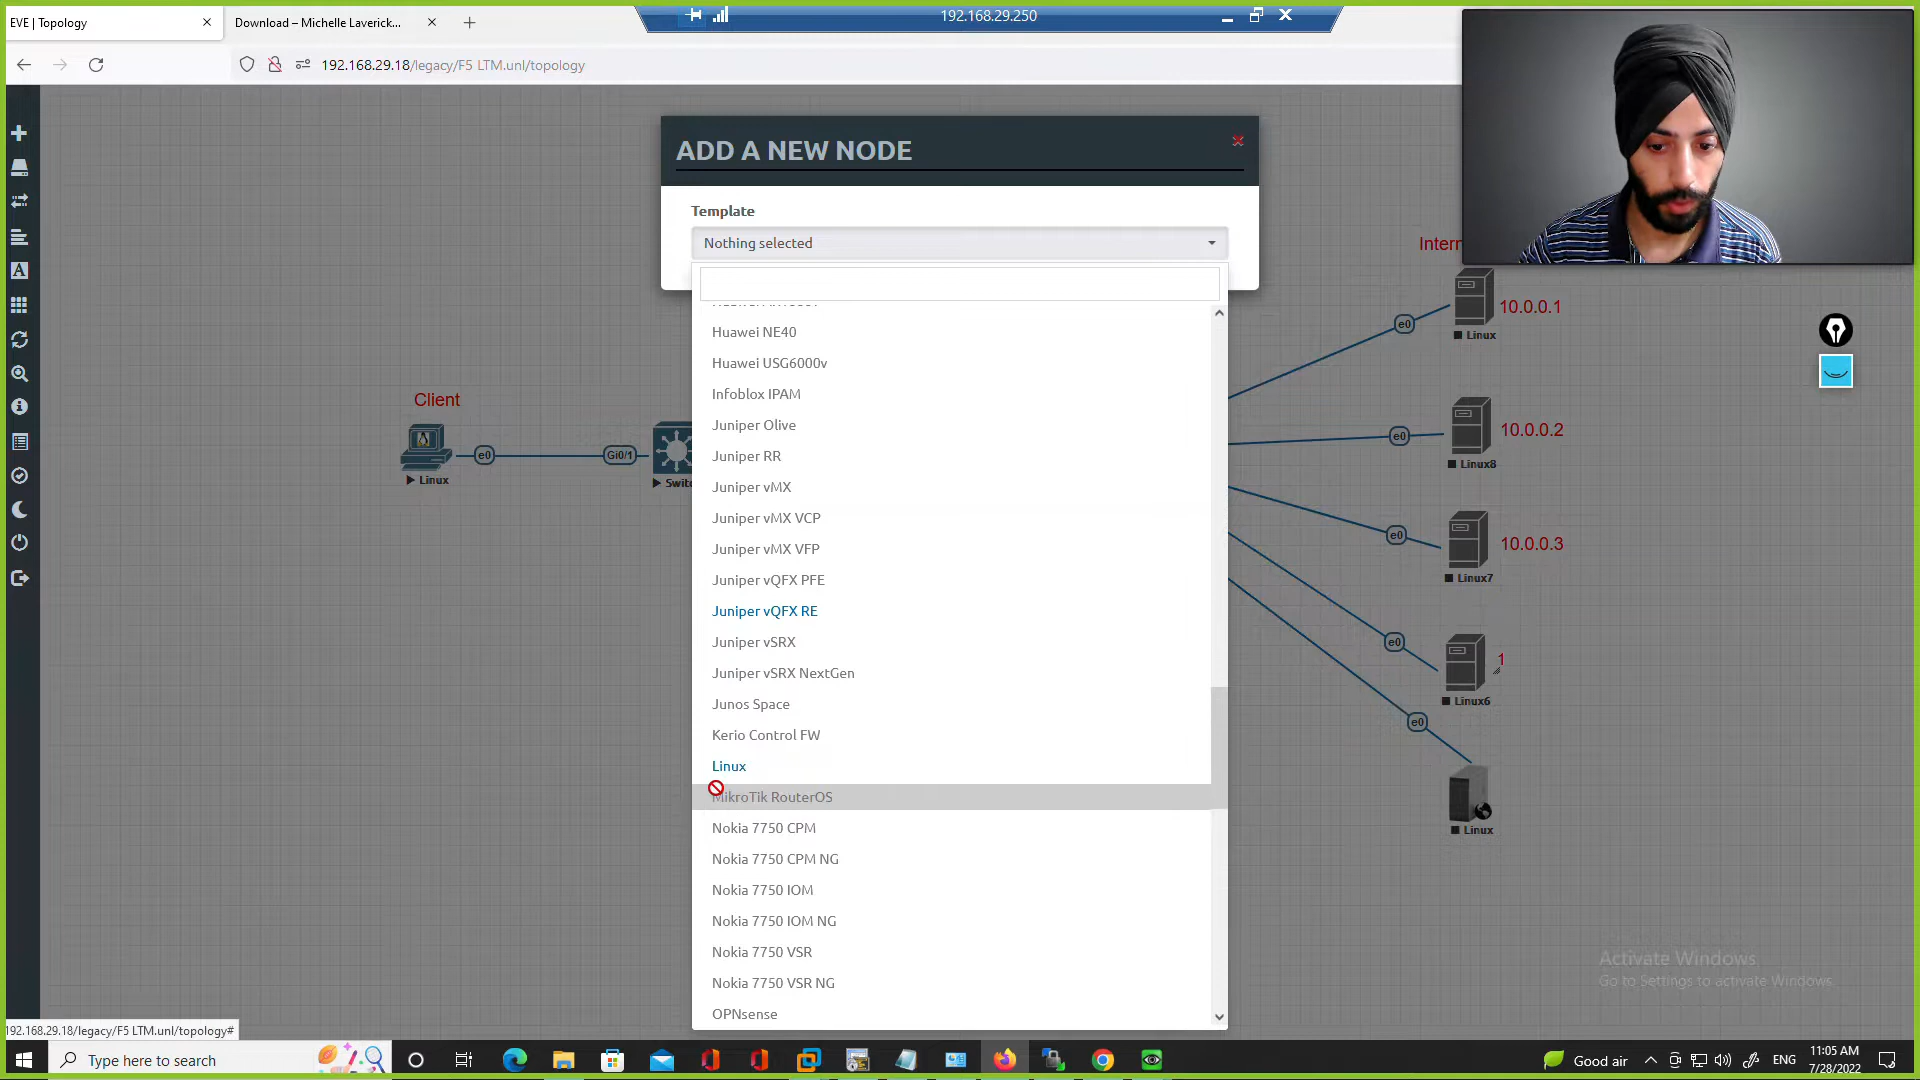 EVE | Topology
Download – Michelle Laverick...
192.168.29.250
192.168.29.18/legacy/F5 LTM.unl/topology
ADD A NEW NODE
Template
Nothing selected
Huawei NE40
Huawei USG6000v
Infoblox IPAM
Juniper Olive
Juniper RR
Juniper vMX
Juniper vMX VCP
Juniper vMX VFP
Juniper vQFX PFE
Juniper vQFX RE
Juniper vSRX
Juniper vSRX NextGen
Junos Space
Kerio Control FW
Linux
MikroTik RouterOS
Nokia 7750 CPM
Nokia 7750 CPM NG
Nokia 7750 IOM
Nokia 7750 IOM NG
Nokia 7750 VSR
Nokia 7750 VSR NG
OPNsense
Client
e0
Gi0/1
Linux
Switc
Intern
e0
10.0.0.1
Linux
e0
10.0.0.2
Linux8
e0
10.0.0.3
Linux7
e0
1
Linux6
e0
Linux
Activate Windows
Go to Settings to activate Windows.
192.168.29.18/legacy/F5 LTM.unl/topology#
Type here to search
Good air
ENG
11:05 AM
7/28/2022